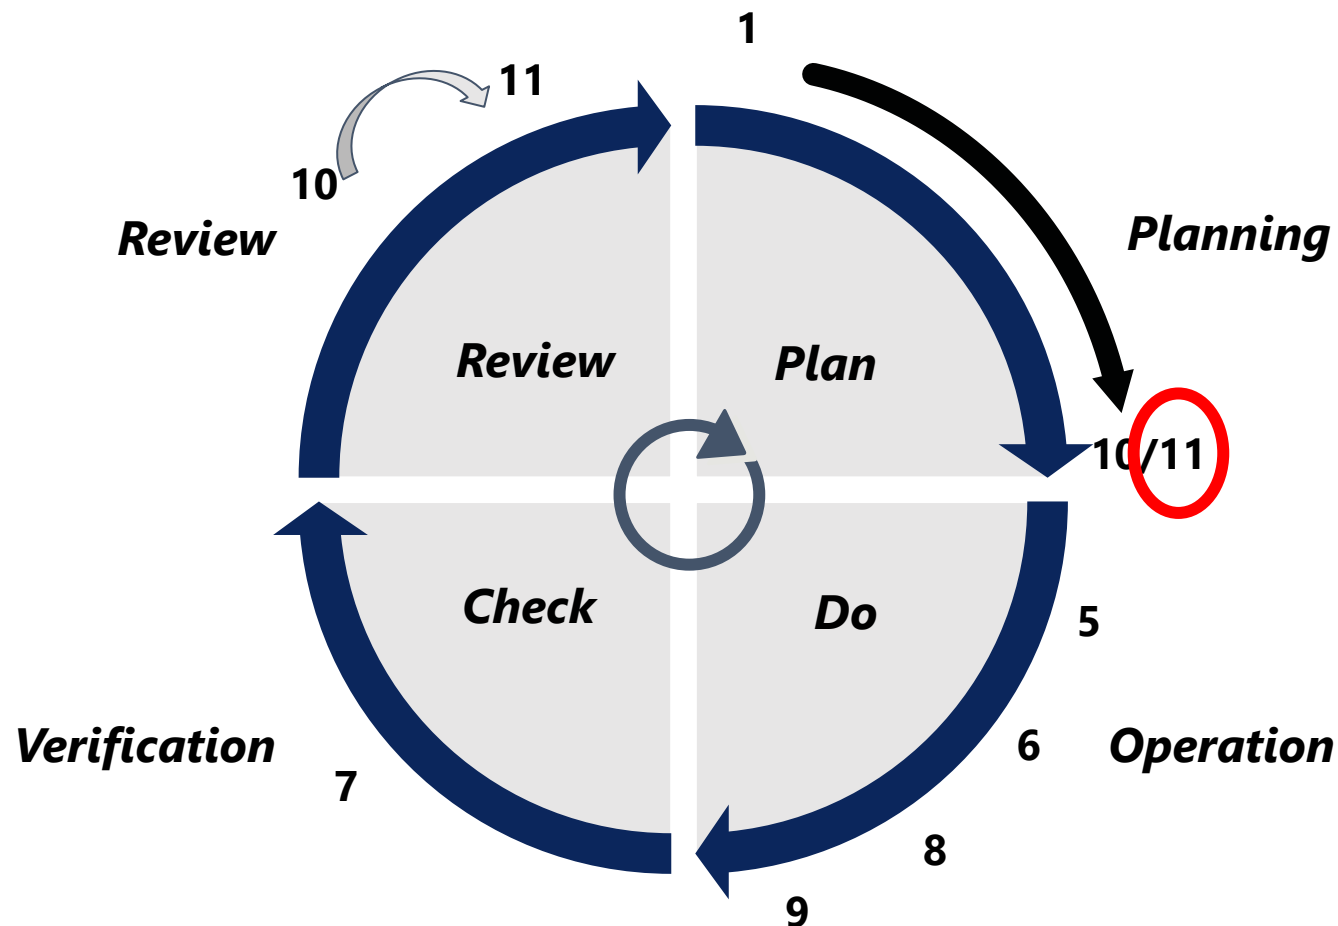 1
11
10
Review
Planning
Review
Plan
10/11
Check
Do
5
Verification
6
Operation
7
8
9